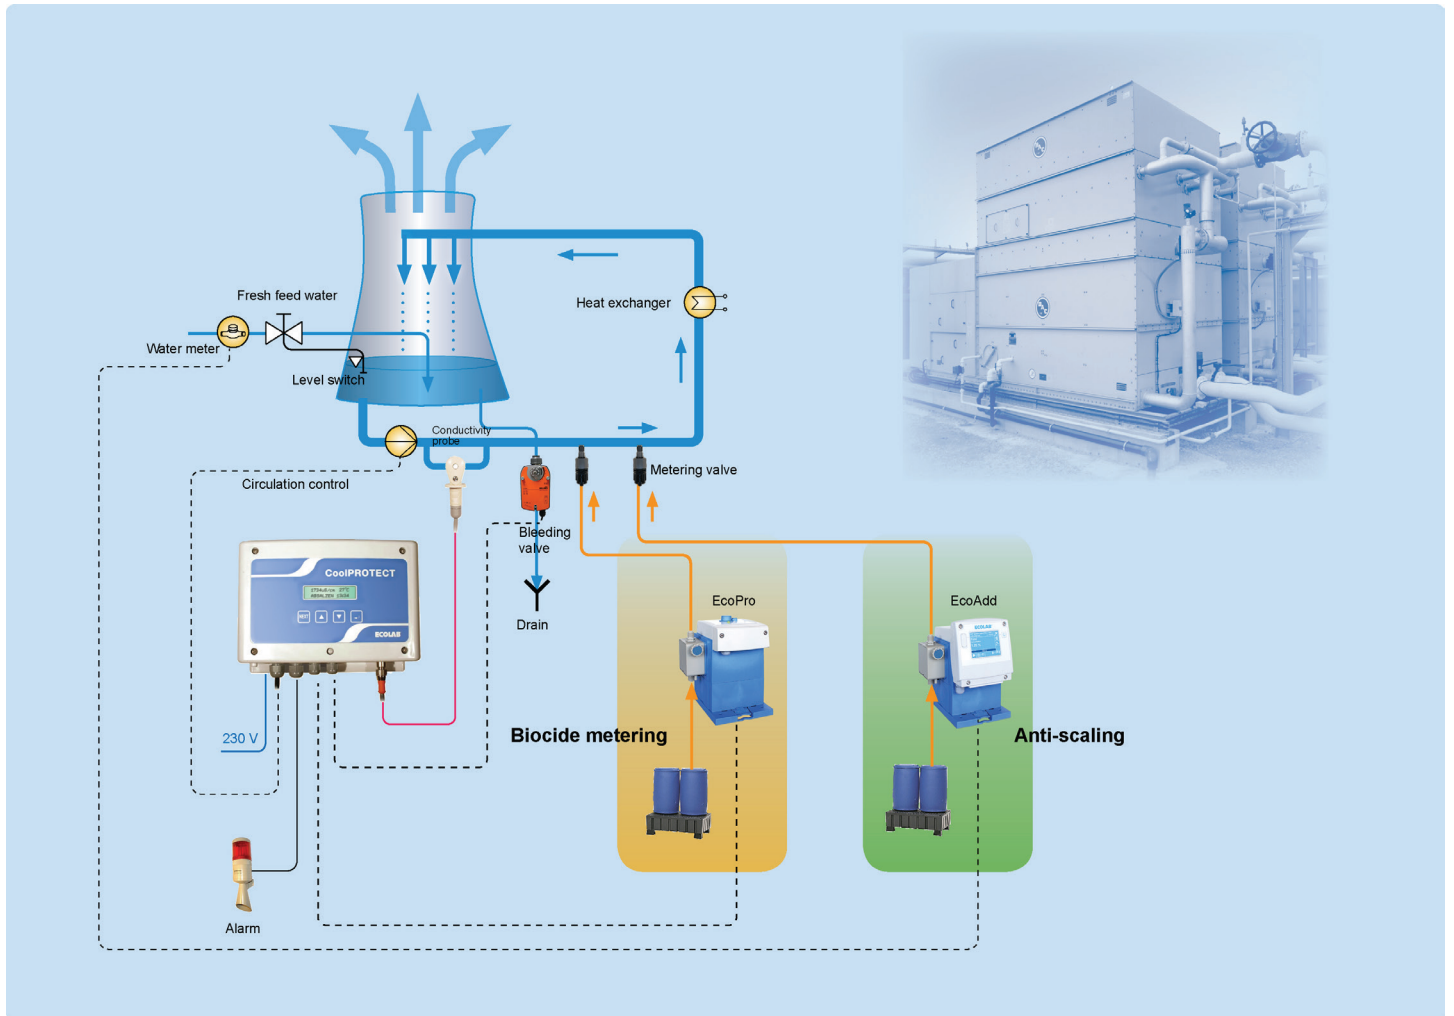 Fresh feed water
Water meter
Level switch
Heat exchanger
Conductivity
probe
Circulation control
Metering valve
Bleeding
valve
Drain
CoolPROTECT
ECOLAB
230 V
Alarm
EcoPro
Biocide metering
EcoAdd
ECOLAB
Anti-scaling